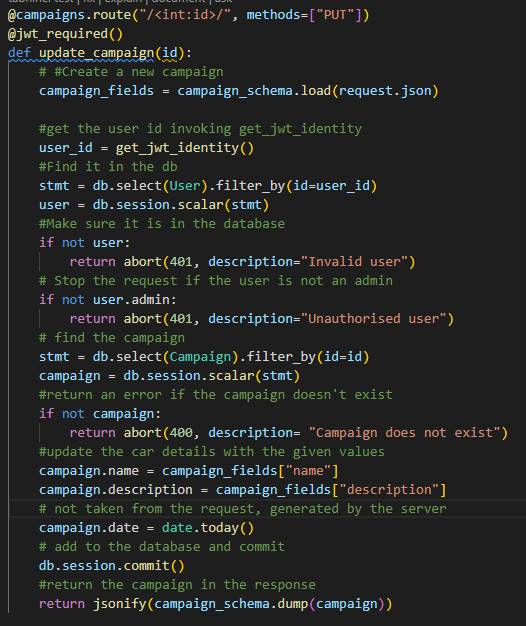 @campaigns.route("/<int:id>/", methods=["PUT"])
@jwt_required()
def update_campaign(id):
# #Create a new campaign
campaign_fields = campaign_schema.load(request.json)
#get the user id invoking get_jwt_identity
user_id = get_jwt_identity()
#Find it in the db
stmt = db.select(User).filter_by(id=user_id)
user = db.session.scalar(stmt)
#Make sure it is in the database
if not user:
return abort(401, description="Invalid user")
# Stop the request if the user is not an admin
if not user.admin:
return abort(401, description="Unauthorised user")
# find the campaign
stmt = db.select(Campaign).filter_by(id=id)
campaign = db.session.scalar(stmt)
#return an error if the campaign doesn't exist
if not campaign:
return abort(400, description= "Campaign does not exist")
#update the car details with the given values
campaign.name = campaign_fields["name"]
campaign.description = campaign_fields["description"]
# not taken from the request, generated by the server
campaign.date = date.today()
# add to the database and commit
db.session.commit()
#return the campaign in the response
return jsonify(campaign_schema.dump(campaign))